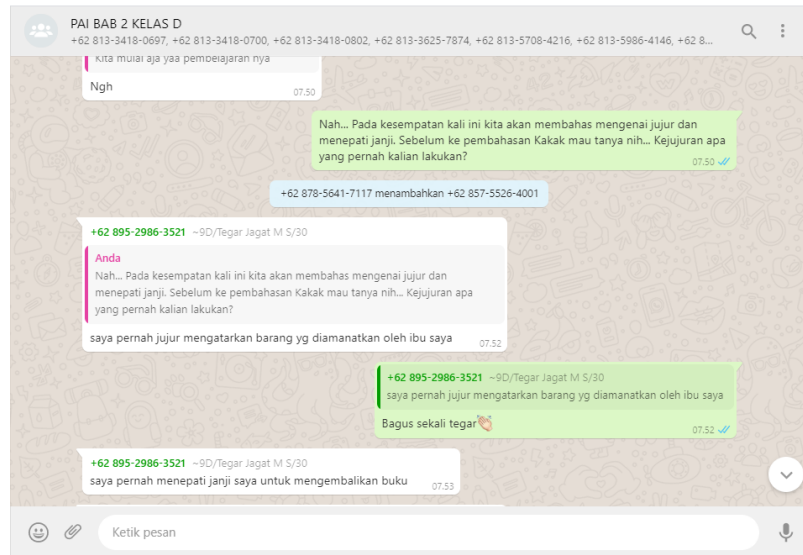 PAI BAB 2 KELAS D
+62 813-3418-0697, +62 813-3418-0700, +62 813-3418-0802, +62 813-3625-7874, +62 813-5708-4216, +62 813-5986-4146, +62 8...
Kita mulai aja yaa pembelajaran nya
Ngh
07.50
Nah... Pada kesempatan kali ini kita akan membahas mengenai jujur dan
menepati janji. Sebelum ke pembahasan Kakak mau tanya nih... Kejujuran apa
yang pernah kalian lakukan?
07.50
+62 878-5641-7117 menambahkan +62 857-5526-4001
+62 895-2986-3521 ~9D/Tegar Jagat M S/30
Anda
Nah... Pada kesempatan kali ini kita akan membahas mengenai jujur dan
menepati janji. Sebelum ke pembahasan Kakak mau tanya nih... Kejujuran apa
yang pernah kalian lakukan?
saya pernah jujur mengatarkan barang yg diamanatkan oleh ibu saya
07.52
+62 895-2986-3521 ~9D/Tegar Jagat M S/30
saya pernah jujur mengatarkan barang yg diamanatkan oleh ibu saya
Bagus sekali tegar👏🏻
07.52
+62 895-2986-3521 ~9D/Tegar Jagat M S/30
saya pernah menepati janji saya untuk mengembalikan buku
07.53
Ketik pesan